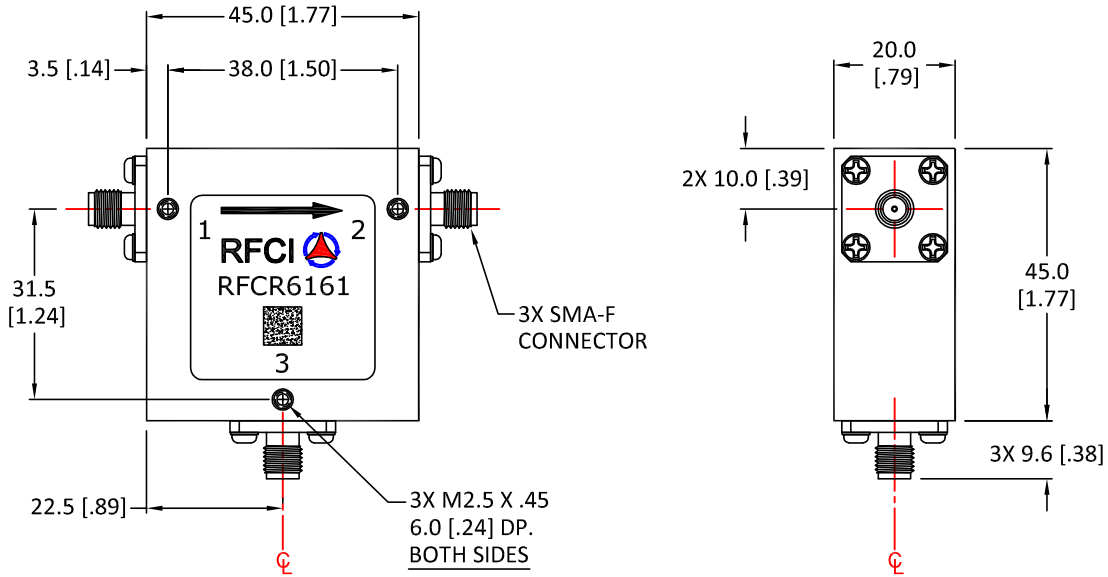 45.0 [1.77]
3.5 [.14]
38.0 [1.50]
1
2
RFCI
RFCR6161
3
31.5
[1.24]
3X SMA-F
CONNECTOR
22.5 [.89]
3X M2.5 X .45
6.0 [.24] DP.
BOTH SIDES
℄
20.0
[.79]
2X 10.0 [.39]
45.0
[1.77]
3X 9.6 [.38]
℄